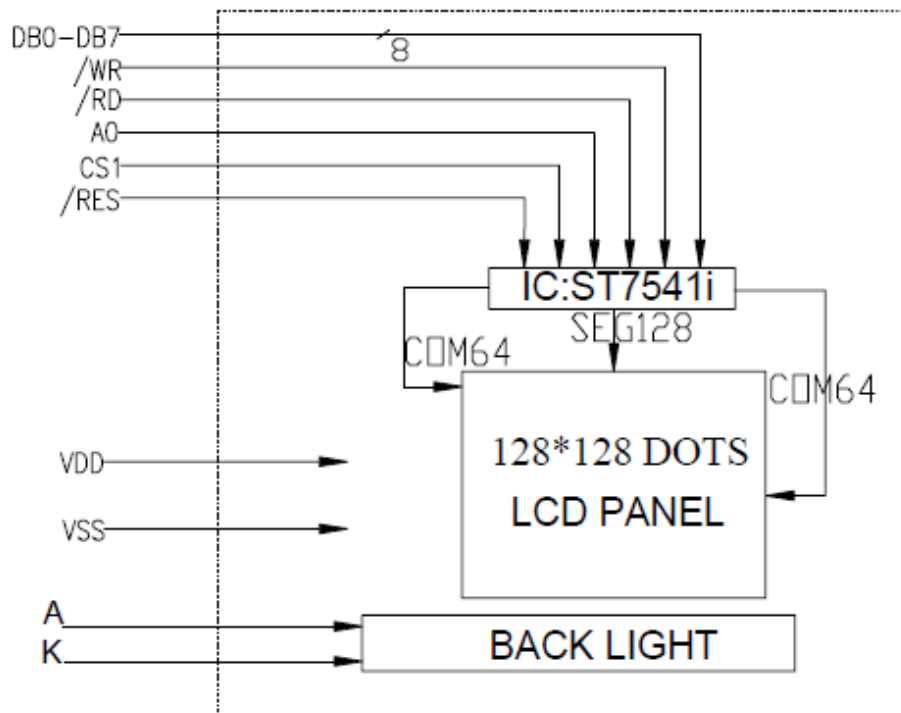 DB0-DB7
8
/WR
/RD
A0
CS1
/RES
IC:ST7541i
SEG128
COM64
COM64
128*128 DOTS
LCD PANEL
VDD
VSS
A
K
BACK LIGHT